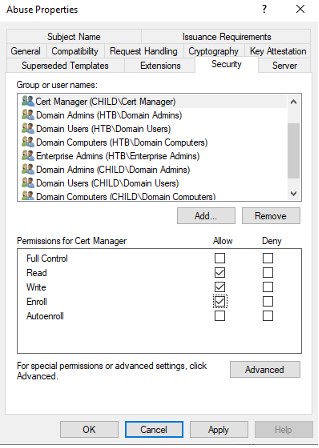 Abuse Properties ? ×
Subject Name Issuance Requirements
General Compatibility Request Handling Cryptography Key Attestation
Superseded Templates Extensions Security Server
Group or user names:
Cert Manager (CHILD\Cert Manager)
Domain Admins (HTB\Domain Admins)
Domain Users (HTB\Domain Users)
Domain Computers (HTB\Domain Computers)
Enterprise Admins (HTB\Enterprise Admins)
Domain Admins (CHILD\Domain Admins)
Domain Users (CHILD\Domain Users)
Domain Computers (CHILD\Domain Computers)
Add... Remove
Permissions for Cert Manager Allow Deny
Full Control
Read
Write
Enroll
Autoenroll
For special permissions or advanced settings, click
Advanced. Advanced
OK Cancel Apply Help